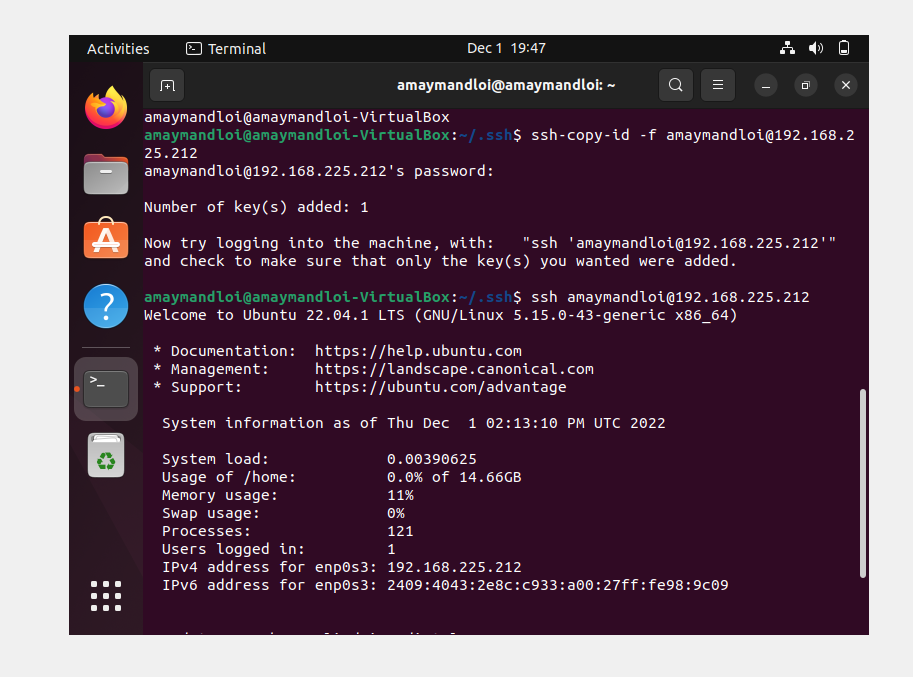 Activities Terminal Dec 1 19:47
amaymandloi@amaymandloi: ~
amaymandloi@amaymandloi-VirtualBox
amaymandloi@amaymandloi-VirtualBox:~/.ssh$ ssh-copy-id -f amaymandloi@192.168.2
25.212
amaymandloi@192.168.225.212's password:
Number of key(s) added: 1
Now try logging into the machine, with:   "ssh 'amaymandloi@192.168.225.212'"
and check to make sure that only the key(s) you wanted were added.
amaymandloi@amaymandloi-VirtualBox:~/.ssh$ ssh amaymandloi@192.168.225.212
Welcome to Ubuntu 22.04.1 LTS (GNU/Linux 5.15.0-43-generic x86_64)
* Documentation:  https://help.ubuntu.com
* Management:     https://landscape.canonical.com
* Support:        https://ubuntu.com/advantage
System information as of Thu Dec  1 02:13:10 PM UTC 2022
System load:             0.00390625
Usage of /home:          0.0% of 14.66GB
Memory usage:            11%
Swap usage:              0%
Processes:               121
Users logged in:         1
IPv4 address for enp0s3: 192.168.225.212
IPv6 address for enp0s3: 2409:4043:2e8c:c933:a00:27ff:fe98:9c09